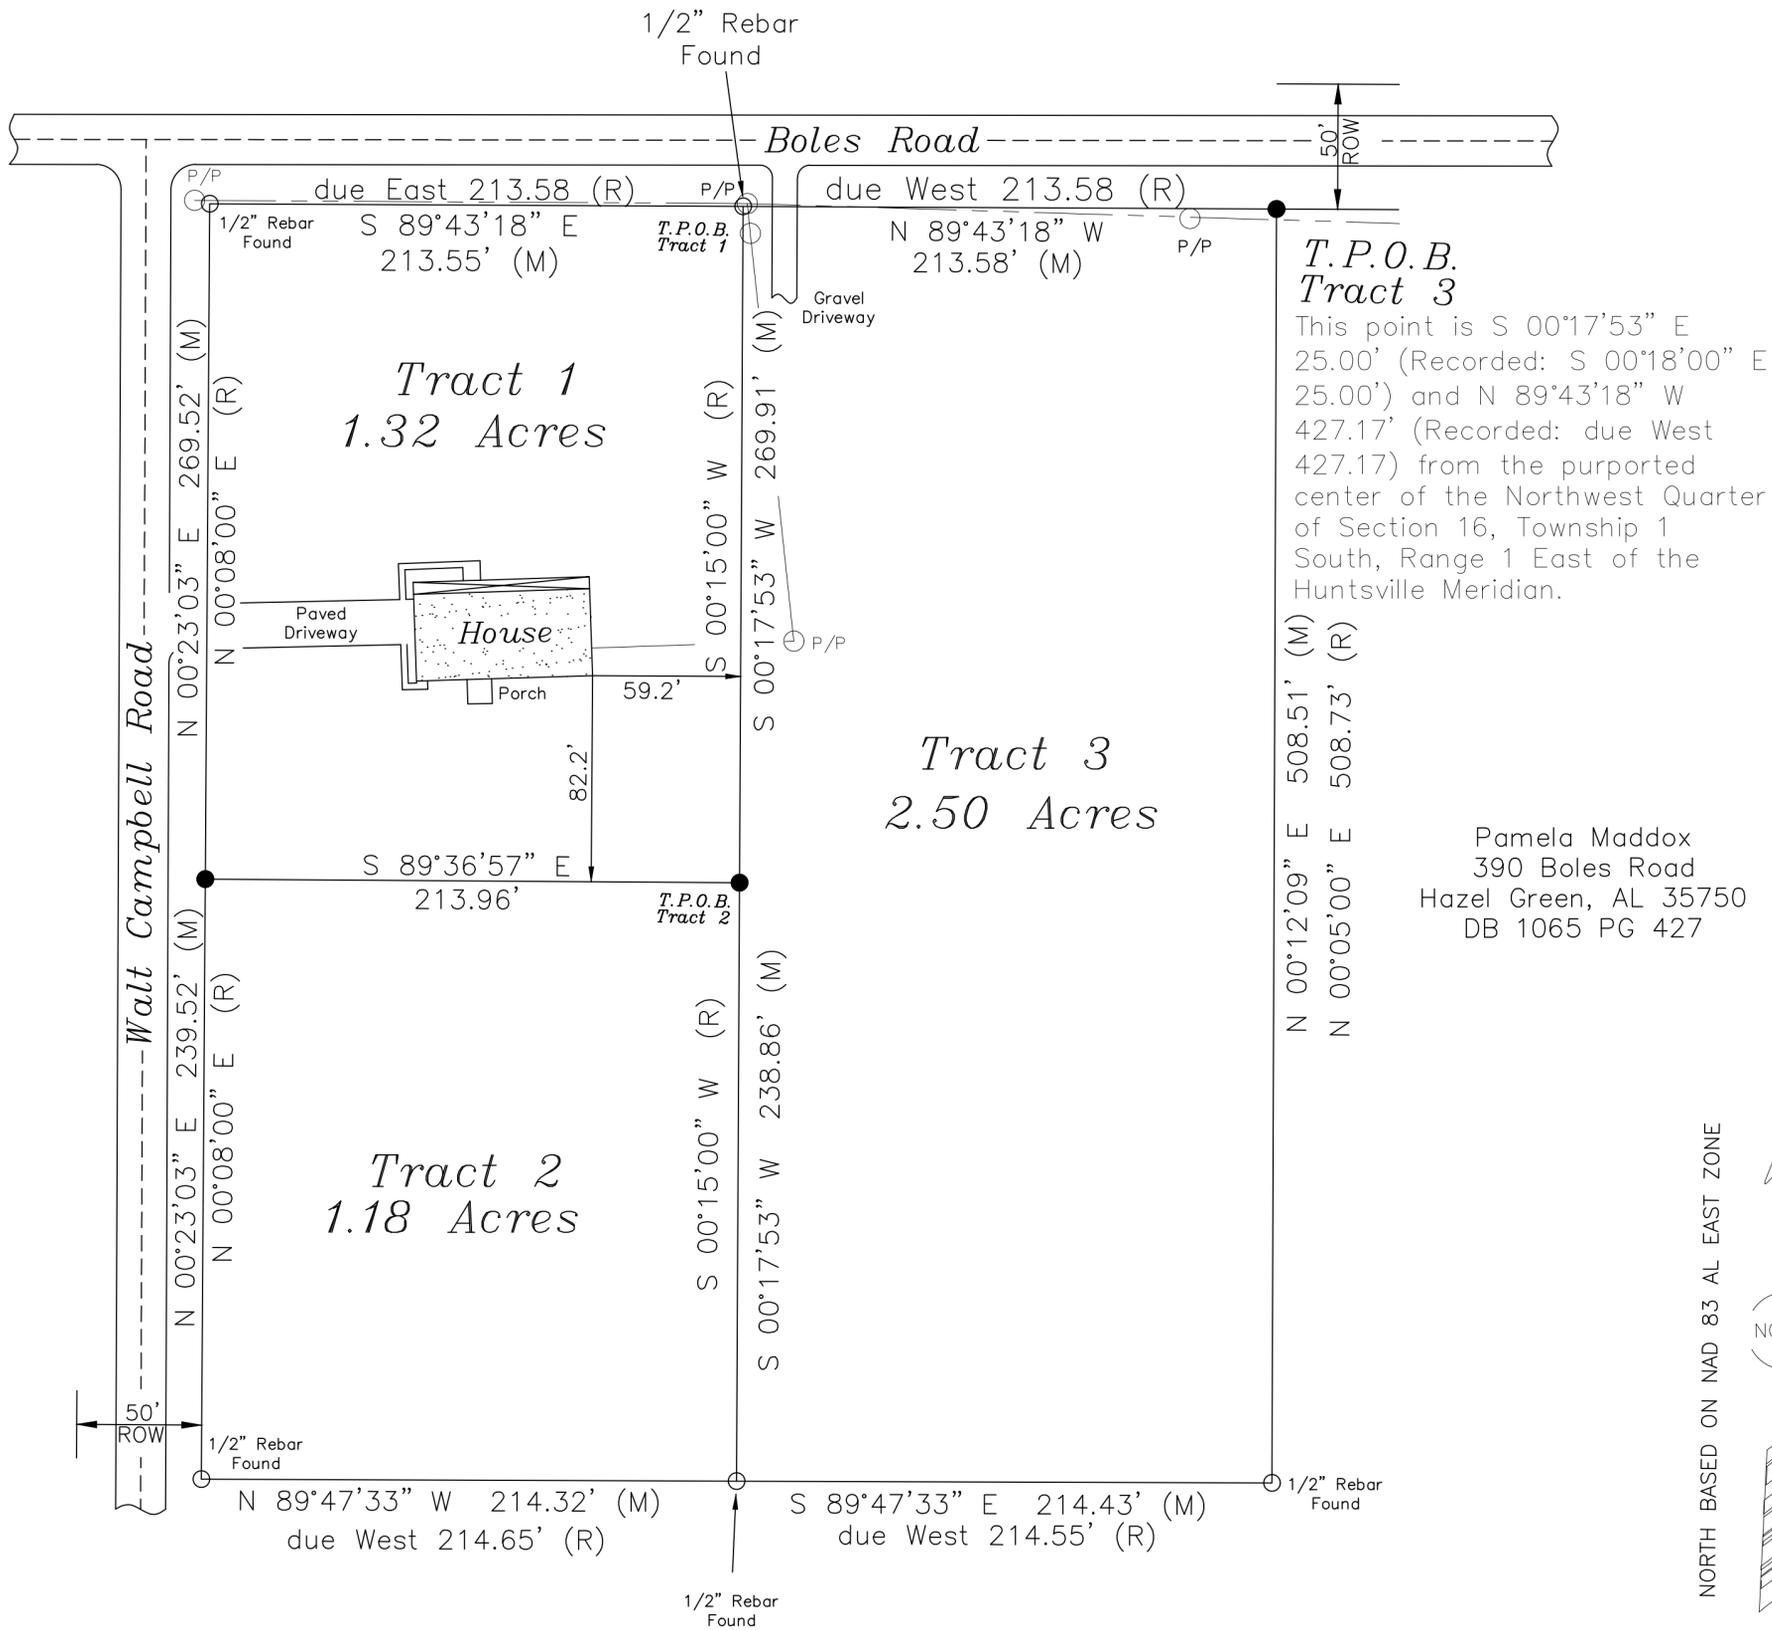 1/2" Rebar
Found
Boles Road
50'
ROW
P/P
due East 213.58 (R)
P/P
due West 213.58 (R)
1/2" Rebar
Found
S 89°43'18" E
213.55' (M)
T.P.O.B.
Tract 1
N 89°43'18" W
213.58' (M)
P/P
T.P.O.B.
Tract 3
This point is S 00°17'53" E
25.00' (Recorded: S 00°18'00" E
25.00') and N 89°43'18" W
427.17' (Recorded: due West
427.17) from the purported
center of the Northwest Quarter
of Section 16, Township 1
South, Range 1 East of the
Huntsville Meridian.
Gravel
Driveway
N 00°23'03" E 269.52' (M)
N 00°08'00" E (R)
Tract 1
1.32 Acres
S 00°15'00" W (R)
S 00°17'53" W 269.91' (M)
Paved
Driveway
House
Porch
59.2'
82.2'
P/P
Walt Campbell Road
Tract 3
2.50 Acres
N 00°12'09" E 508.51' (M)
N 00°05'00" E 508.73' (R)
Pamela Maddox
390 Boles Road
Hazel Green, AL 35750
DB 1065 PG 427
S 89°36'57" E
213.96'
T.P.O.B.
Tract 2
N 00°23'03" E 239.52' (M)
N 00°08'00" E (R)
Tract 2
1.18 Acres
S 00°15'00" W (R)
S 00°17'53" W 238.86' (M)
NORTH BASED ON NAD 83 AL EAST ZONE
50'
ROW
1/2" Rebar
Found
N 89°47'33" W 214.32' (M)
due West 214.65' (R)
S 89°47'33" E 214.43' (M)
due West 214.55' (R)
1/2" Rebar
Found
1/2" Rebar
Found